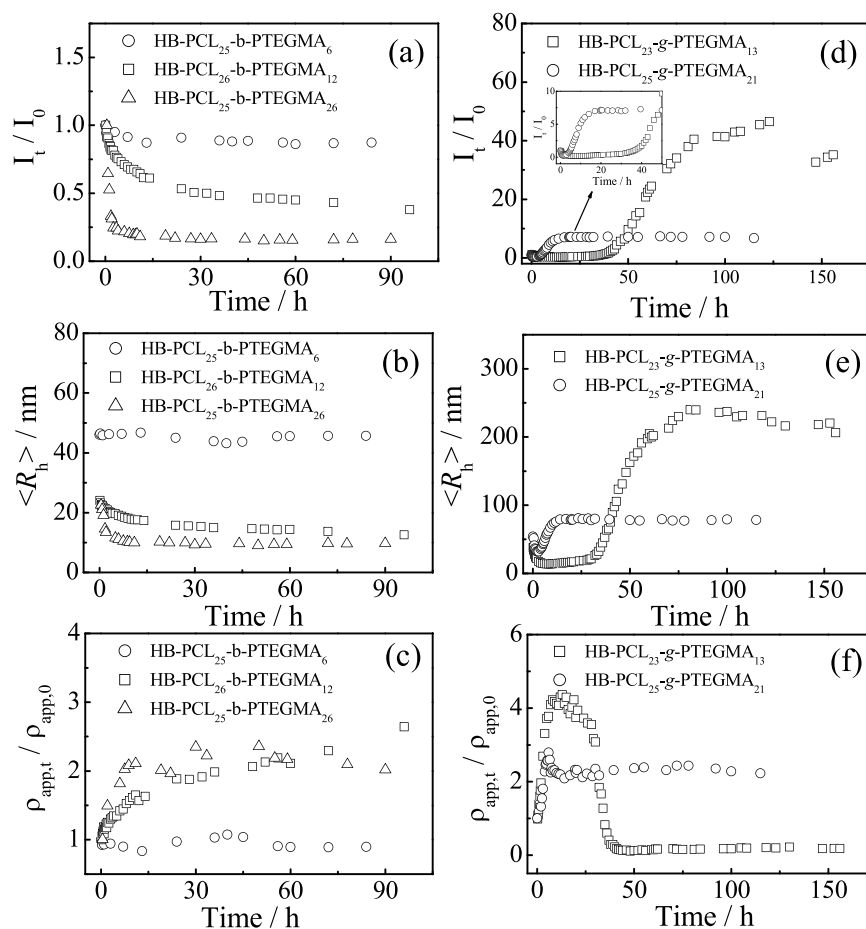 (a)
HB-PCL₂₅-b-PTEGMA₆
HB-PCL₂₆-b-PTEGMA₁₂
HB-PCL₂₅-b-PTEGMA₂₆
1.5
1.0
0.5
0.0
Iₜ / I₀
0 30 60 90
Time / h
(d)
HB-PCL₂₃-g-PTEGMA₁₃
HB-PCL₂₅-g-PTEGMA₂₁
80
60
40
20
0
Iₜ / I₀
10
5
0
Iₜ / I₀
0 20 40
Time / h
0 50 100 150
Time / h
(b)
HB-PCL₂₅-b-PTEGMA₆
HB-PCL₂₆-b-PTEGMA₁₂
HB-PCL₂₅-b-PTEGMA₂₆
80
60
40
20
0
<Rₕ> / nm
0 30 60 90
Time / h
(e)
HB-PCL₂₃-g-PTEGMA₁₃
HB-PCL₂₅-g-PTEGMA₂₁
300
200
100
0
<Rₕ> / nm
0 50 100 150
Time / h
(c)
HB-PCL₂₅-b-PTEGMA₆
HB-PCL₂₆-b-PTEGMA₁₂
HB-PCL₂₅-b-PTEGMA₂₆
4
3
2
1
ρapp,t / ρapp,0
0 30 60 90
Time / h
(f)
HB-PCL₂₃-g-PTEGMA₁₃
HB-PCL₂₅-g-PTEGMA₂₁
6
4
2
0
ρapp,t / ρapp,0
0 50 100 150
Time / h